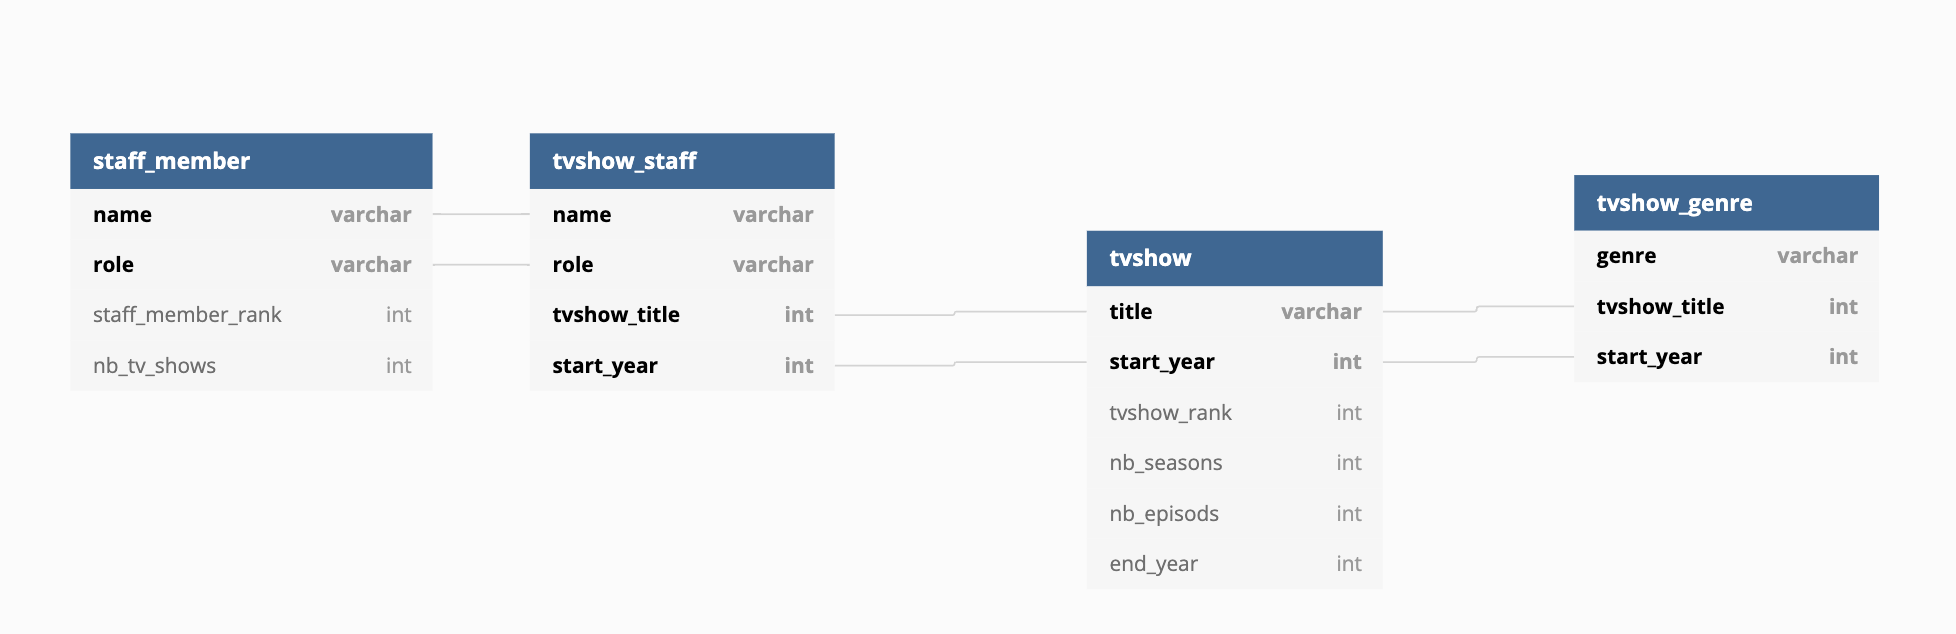 staff_member
name varchar
role varchar
staff_member_rank int
nb_tv_shows int
tvshow_staff
name varchar
role varchar
tvshow_title int
start_year int
tvshow
title varchar
start_year int
tvshow_rank int
nb_seasons int
nb_episods int
end_year int
tvshow_genre
genre varchar
tvshow_title int
start_year int